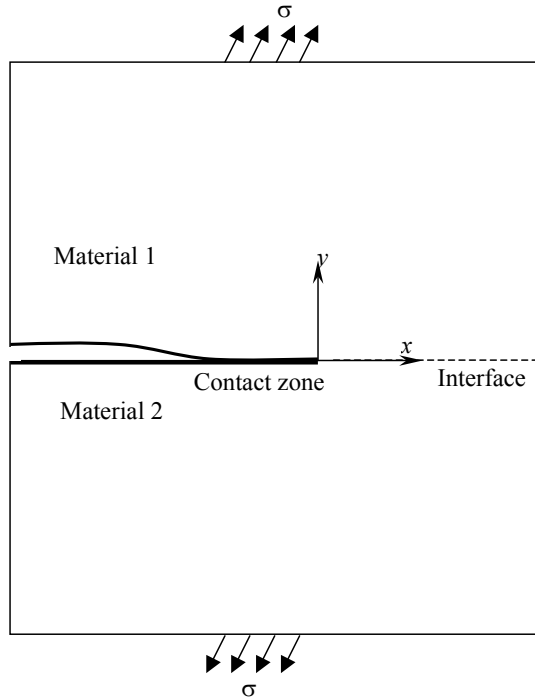 σ
Material 1
y
x
Contact zone
Interface
Material 2
σ